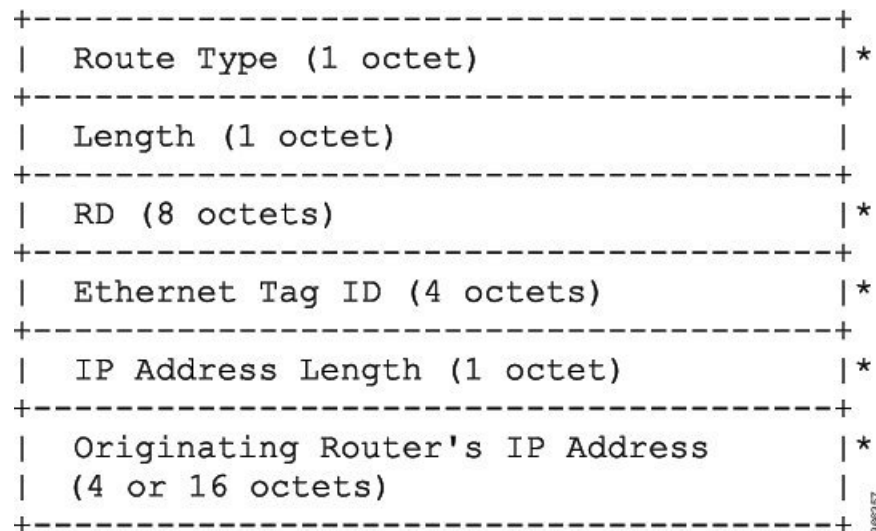 Route Type (1 octet) *
Length (1 octet)
RD (8 octets) *
Ethernet Tag ID (4 octets) *
IP Address Length (1 octet) *
Originating Router's IP Address *
(4 or 16 octets)